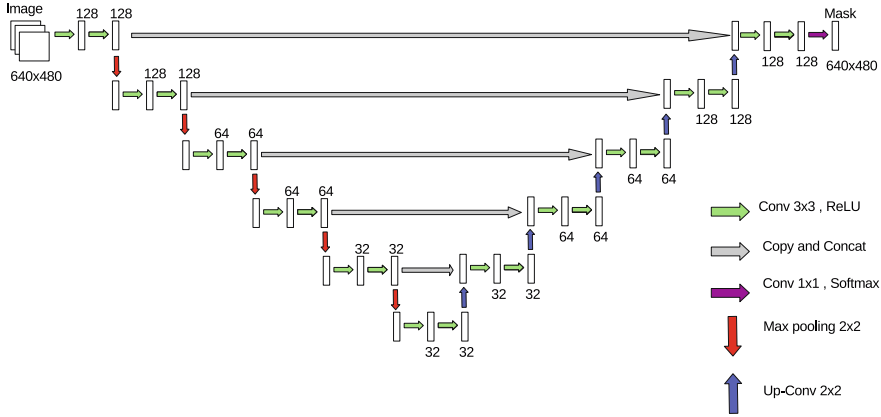 Image
128 128
640x480
Mask
128 128
640x480
128 128
128 128
64 64
64 64
64 64
64 64
32 32
32 32
32 32
Conv 3x3 , ReLU
Copy and Concat
Conv 1x1 , Softmax
Max pooling 2x2
Up-Conv 2x2